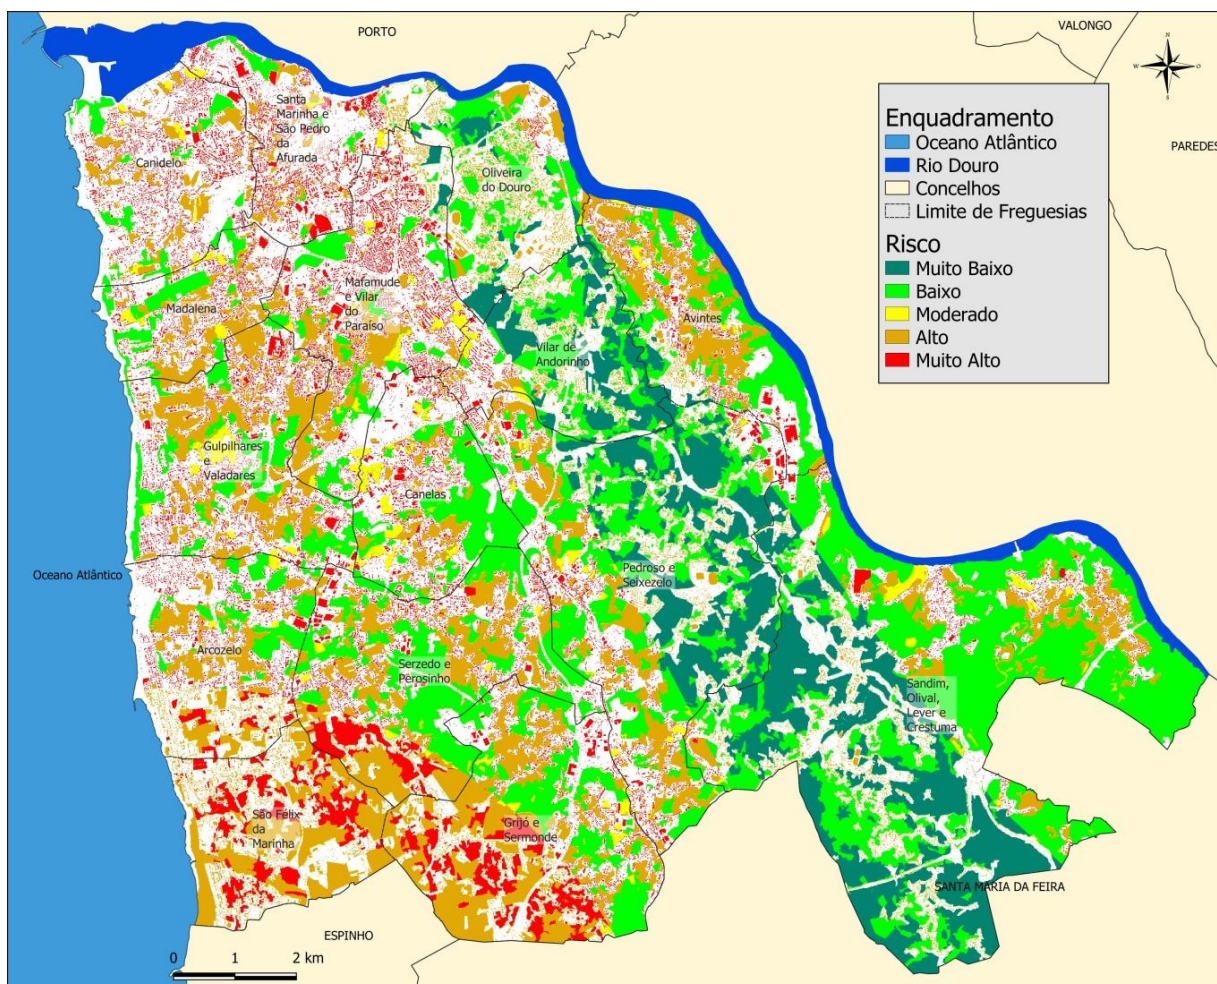 PORTO
VALONGO
N
W
O
S
PAREDES
Enquadramento
Oceano Atlântico
Rio Douro
Concelhos
Limite de Freguesias
Risco
Muito Baixo
Baixo
Moderado
Alto
Muito Alto
Santa
Marinha e
São Pedro
da
Afurada
Canidelo
Oliveira
do Douro
Mafamude
e Vilar
do
Paraíso
Madalena
Avintes
Vilar de
Andorinho
Gulpilhares
e
Valadares
Canelas
Oceano Atlântico
Pedroso e
Seixezelo
Arcozelo
Serzedo e
Perosinho
Sandim,
Olival,
Lever e
Crestuma
São Félix
da
Marinha
Grijó e
Sermonde
SANTA MARIA DA FEIRA
ESPINHO
0 1 2 km